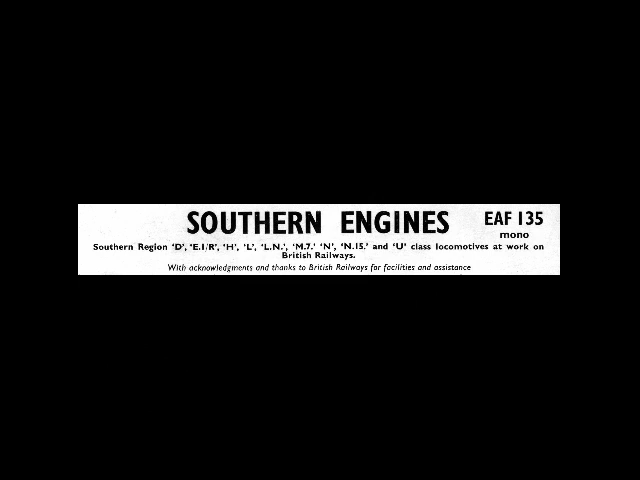 SOUTHERN ENGINES EAF 135
mono
Southern Region 'D', 'E.1/R', 'H', 'L', 'L.N.', 'M.7.' 'N', 'N.15.' and 'U' class locomotives at work on
British Railways.
With acknowledgments and thanks to British Railways for facilities and assistance